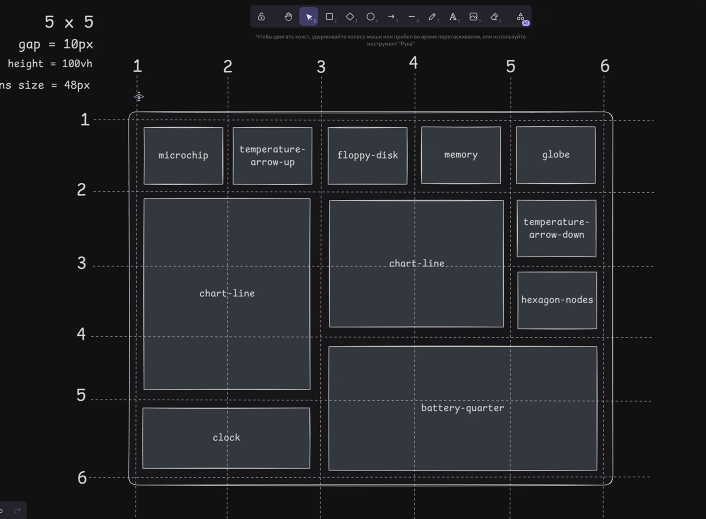 5 x 5
gap = 10px
height = 100vh
ns size = 48px
Чтобы двигать холст, удерживайте колесо мыши или пробел во время перетаскивания, или используйте
инструмент "Рука"
1
2
3
4
5
6
1
2
3
4
5
6
microchip
temperature-
arrow-up
floppy-disk
memory
globe
chart-line
chart-line
temperature-
arrow-down
hexagon-nodes
battery-quarter
clock